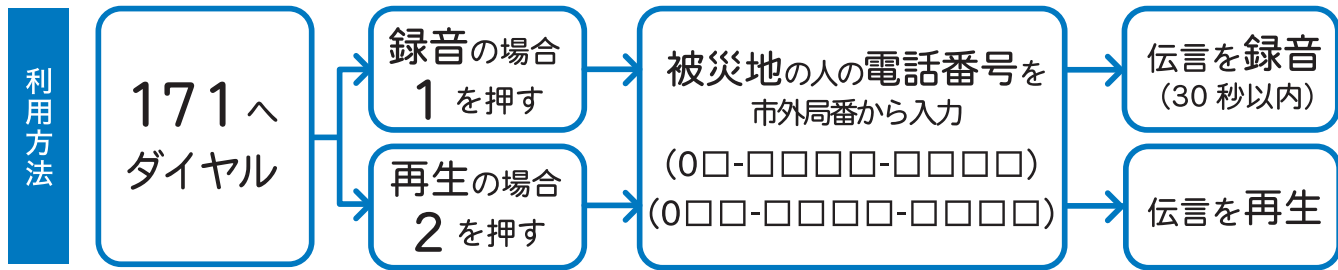 利用方法
171へ
ダイヤル
録音の場合
1を押す
再生の場合
2を押す
被災地の人の電話番号を
市外局番から入力
(0□-□□□□-□□□□)
(0□□-□□□□-□□□□)
伝言を録音
(30秒以内)
伝言を再生